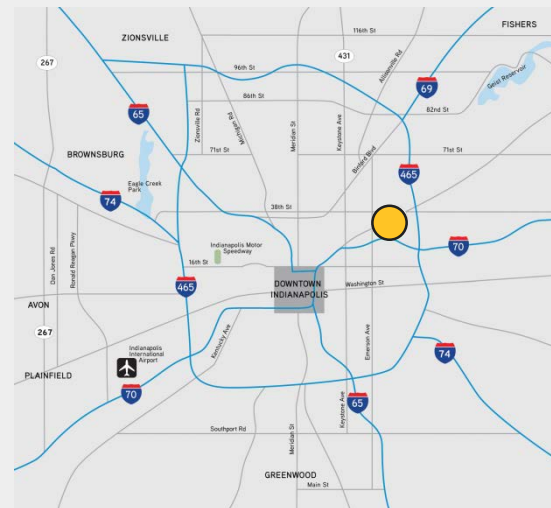 FISHERS
116th St
ZIONSVILLE
267
431
Allisonville Rd
96th St
Geist Reservoir
69
86th St
65
82nd St
Zionsville Rd
Michigan Rd
Meridian St
Keystone Ave
Binford Blvd
BROWNSBURG
71st St
71st St
465
Eagle Creek
Park
74
38th St
Indianapolis Motor
Speedway
70
Dan Jones Rd
Ronald Reagan Pkwy
16th St
465
DOWNTOWN
INDIANAPOLIS
Washington St
AVON
267
Kentucky Ave
Emerson Ave
Indianapolis
International
Airport
74
PLAINFIELD
70
Keystone Ave
65
Meridian St
Southport Rd
GREENWOOD
Main St